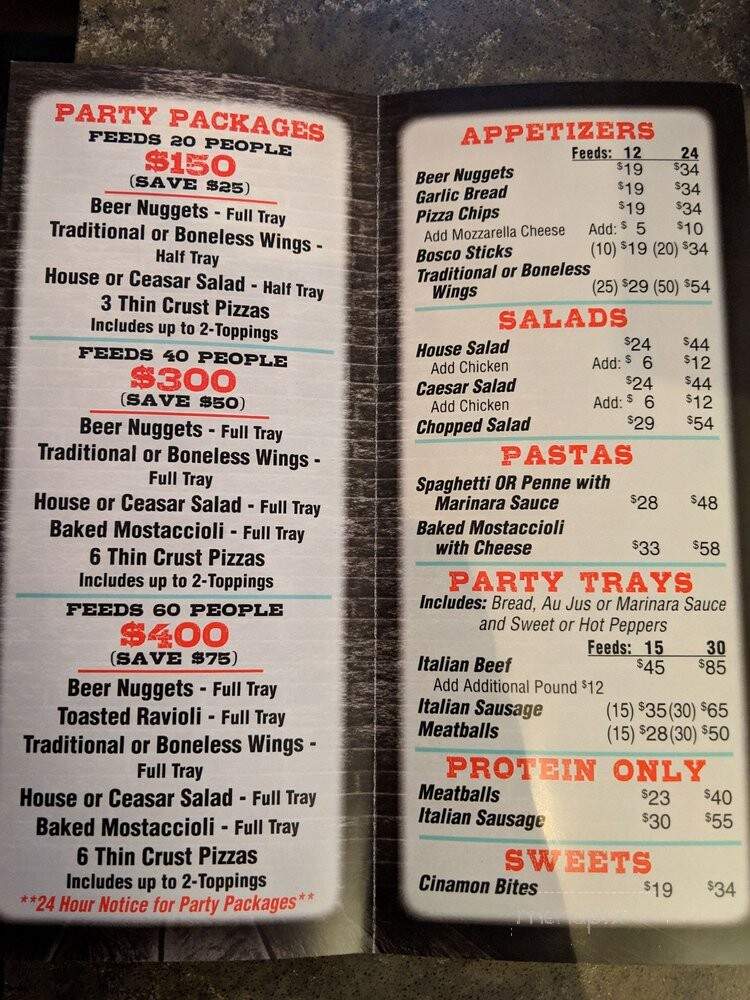 PARTY PACKAGES
FEEDS 20 PEOPLE
$150
(SAVE $25)
Beer Nuggets - Full Tray
Traditional or Boneless Wings -
Half Tray
House or Ceasar Salad - Half Tray
3 Thin Crust Pizzas
Includes up to 2-Toppings
FEEDS 40 PEOPLE
$300
(SAVE $50)
Beer Nuggets - Full Tray
Traditional or Boneless Wings -
Full Tray
House or Ceasar Salad - Full Tray
Baked Mostaccioli - Full Tray
6 Thin Crust Pizzas
Includes up to 2-Toppings
FEEDS 60 PEOPLE
$400
(SAVE $75)
Beer Nuggets - Full Tray
Toasted Ravioli - Full Tray
Traditional or Boneless Wings -
Full Tray
House or Ceasar Salad - Full Tray
Baked Mostaccioli - Full Tray
6 Thin Crust Pizzas
Includes up to 2-Toppings
**24 Hour Notice for Party Packages**
APPETIZERS
Feeds: 12 24
Beer Nuggets $19 $34
Garlic Bread $19 $34
Pizza Chips $19 $34
Add Mozzarella Cheese Add: $ 5 $10
Bosco Sticks (10) $19 (20) $34
Traditional or Boneless
Wings (25) $29 (50) $54
SALADS
House Salad $24 $44
Add Chicken Add: $ 6 $12
Caesar Salad $24 $44
Add Chicken Add: $ 6 $12
Chopped Salad $29 $54
PASTAS
Spaghetti OR Penne with
Marinara Sauce $28 $48
Baked Mostaccioli
with Cheese $33 $58
PARTY TRAYS
Includes: Bread, Au Jus or Marinara Sauce
and Sweet or Hot Peppers
Feeds: 15 30
Italian Beef $45 $85
Add Additional Pound $12
Italian Sausage (15) $35 (30) $65
Meatballs (15) $28 (30) $50
PROTEIN ONLY
Meatballs $23 $40
Italian Sausage $30 $55
SWEETS
Cinamon Bites $19 $34